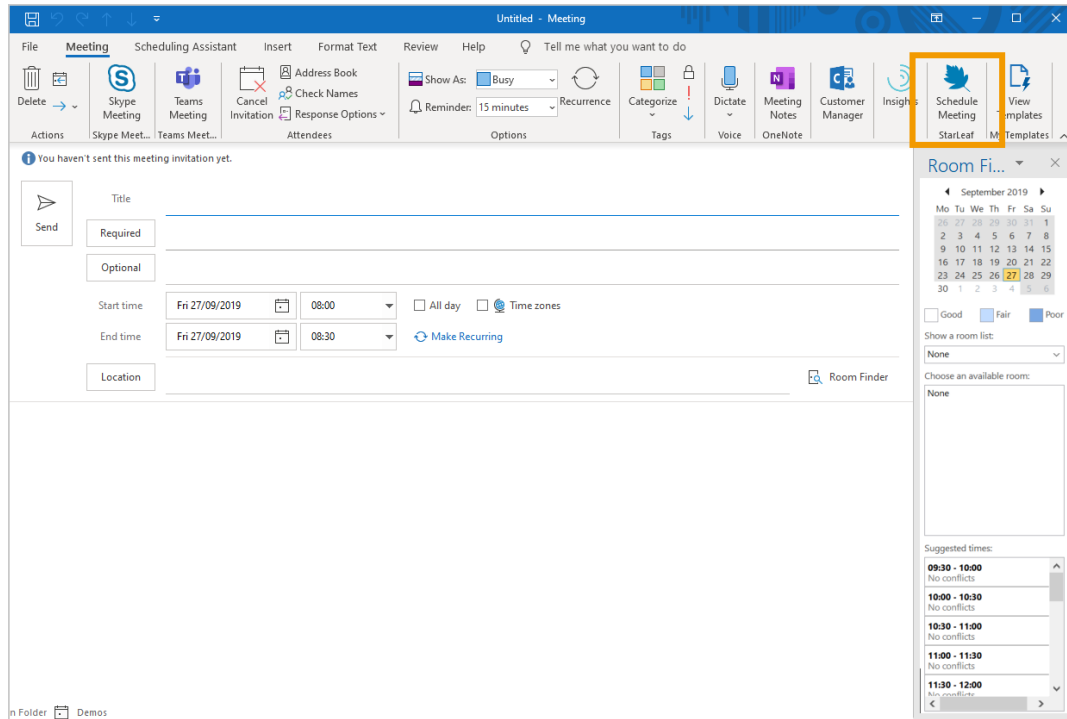 Untitled - Meeting
File Meeting Scheduling Assistant Insert Format Text Review Help Tell me what you want to do
Delete
Skype Meeting
Teams Meeting
Cancel Invitation
Address Book
Check Names
Response Options
Show As: Busy
Reminder: 15 minutes
Recurrence
Categorize
Dictate
Meeting Notes
Customer Manager
Insights
Schedule Meeting
View Templates
Actions Skype Meet... Teams Meet... Attendees Options Tags Voice OneNote StarLeaf My Templates
You haven't sent this meeting invitation yet.
Send
Title
Required
Optional
Start time Fri 27/09/2019 08:00 All day Time zones
End time Fri 27/09/2019 08:30 Make Recurring
Location Room Finder
Room Fi...
September 2019
Mo Tu We Th Fr Sa Su
26 27 28 29 30 31 1
2 3 4 5 6 7 8
9 10 11 12 13 14 15
16 17 18 19 20 21 22
23 24 25 26 27 28 29
30 1 2 3 4 5 6
Good Fair Poor
Show a room list:
None
Choose an available room:
None
Suggested times:
09:30 - 10:00
No conflicts
10:00 - 10:30
No conflicts
10:30 - 11:00
No conflicts
11:00 - 11:30
No conflicts
11:30 - 12:00
No conflicts
n Folder Demos